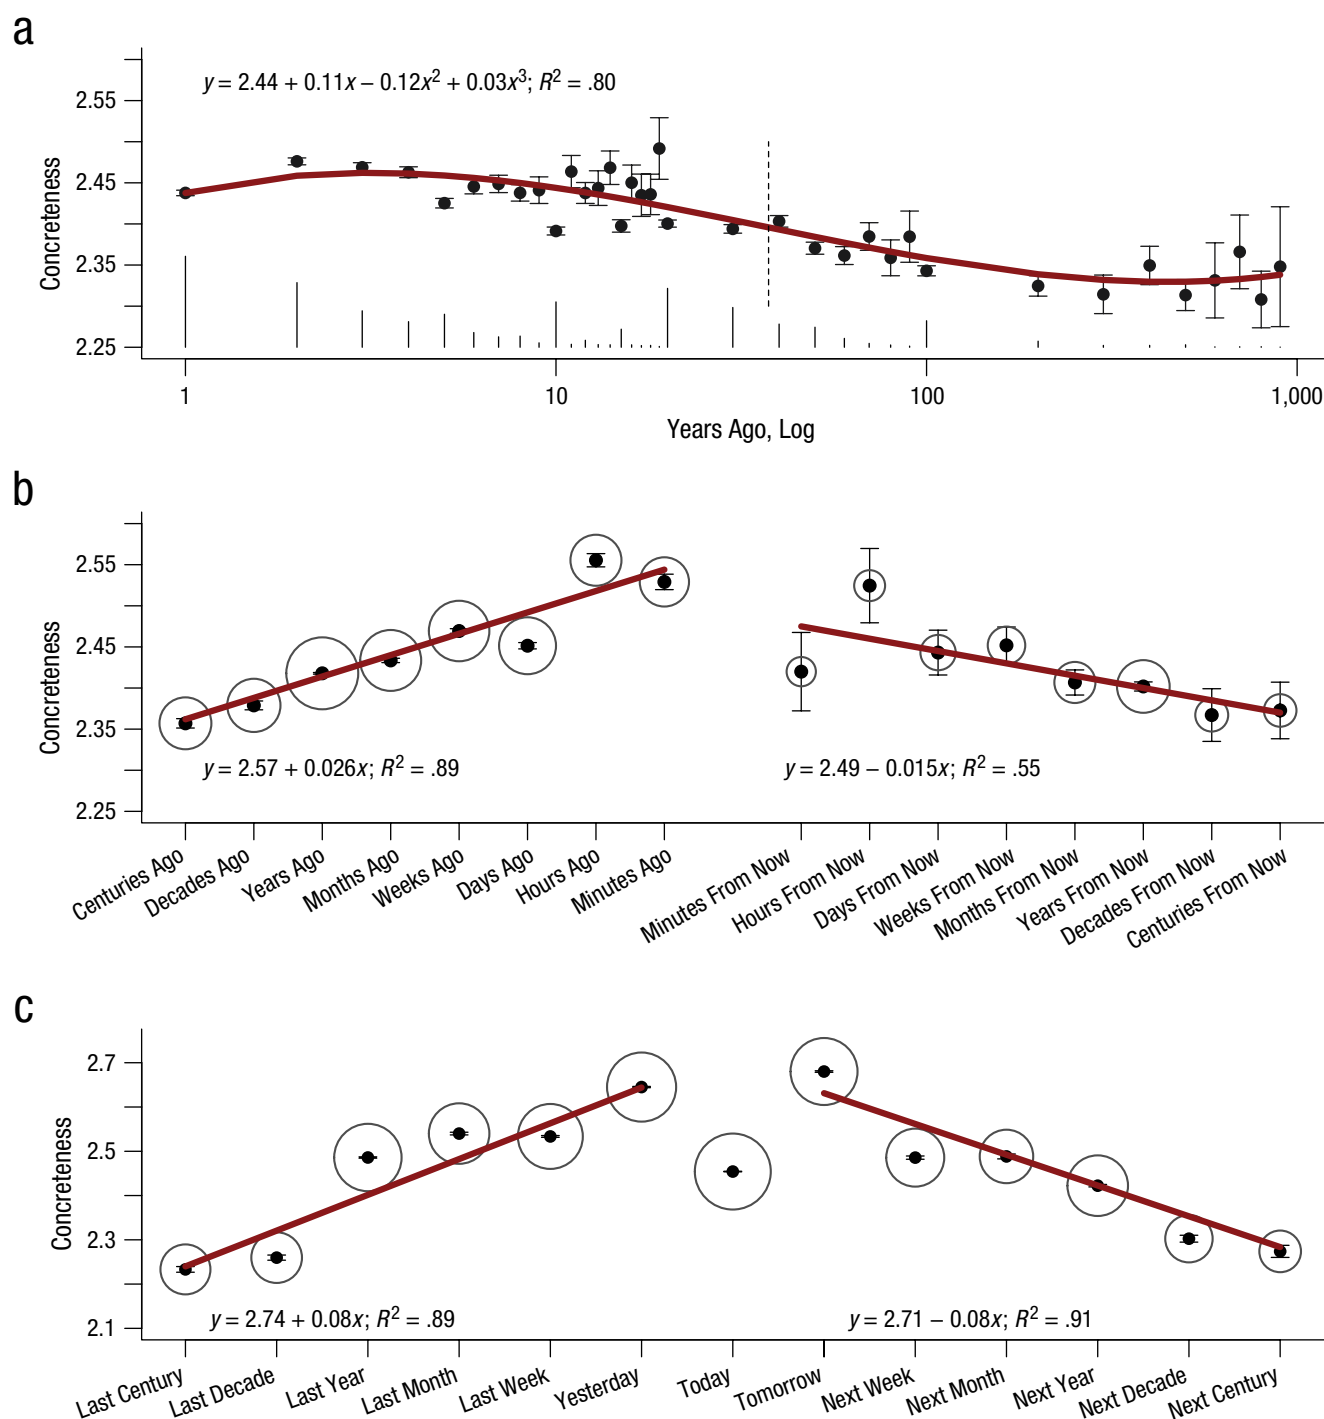 a
y = 2.44 + 0.11x – 0.12x² + 0.03x³; R² = .80
2.55
2.45
2.35
2.25
Concreteness
1
10
100
1,000
Years Ago, Log
b
2.55
2.45
2.35
2.25
Concreteness
y = 2.57 + 0.026x; R² = .89
y = 2.49 – 0.015x; R² = .55
Centuries Ago
Decades Ago
Years Ago
Months Ago
Weeks Ago
Days Ago
Hours Ago
Minutes Ago
Minutes From Now
Hours From Now
Days From Now
Weeks From Now
Months From Now
Years From Now
Decades From Now
Centuries From Now
c
2.7
2.5
2.3
2.1
Concreteness
y = 2.74 + 0.08x; R² = .89
y = 2.71 – 0.08x; R² = .91
Last Century
Last Decade
Last Year
Last Month
Last Week
Yesterday
Today
Tomorrow
Next Week
Next Month
Next Year
Next Decade
Next Century